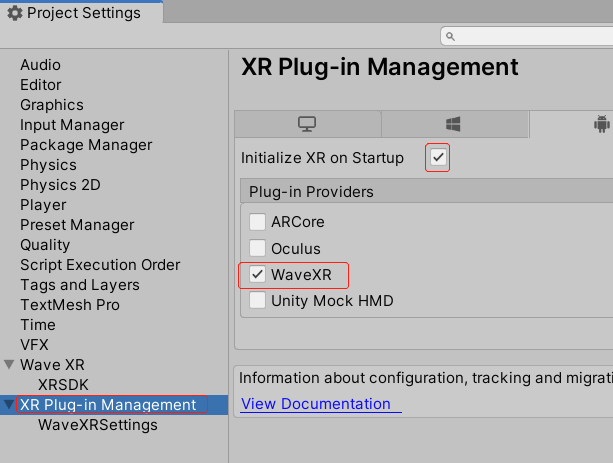 Project Settings
Audio
Editor
Graphics
Input Manager
Package Manager
Physics
Physics 2D
Player
Preset Manager
Quality
Script Execution Order
Tags and Layers
TextMesh Pro
Time
VFX
Wave XR
XRSDK
XR Plug-in Management
WaveXRSettings
XR Plug-in Management
Initialize XR on Startup
Plug-in Providers
ARCore
Oculus
WaveXR
Unity Mock HMD
Information about configuration, tracking and migrati
View Documentation